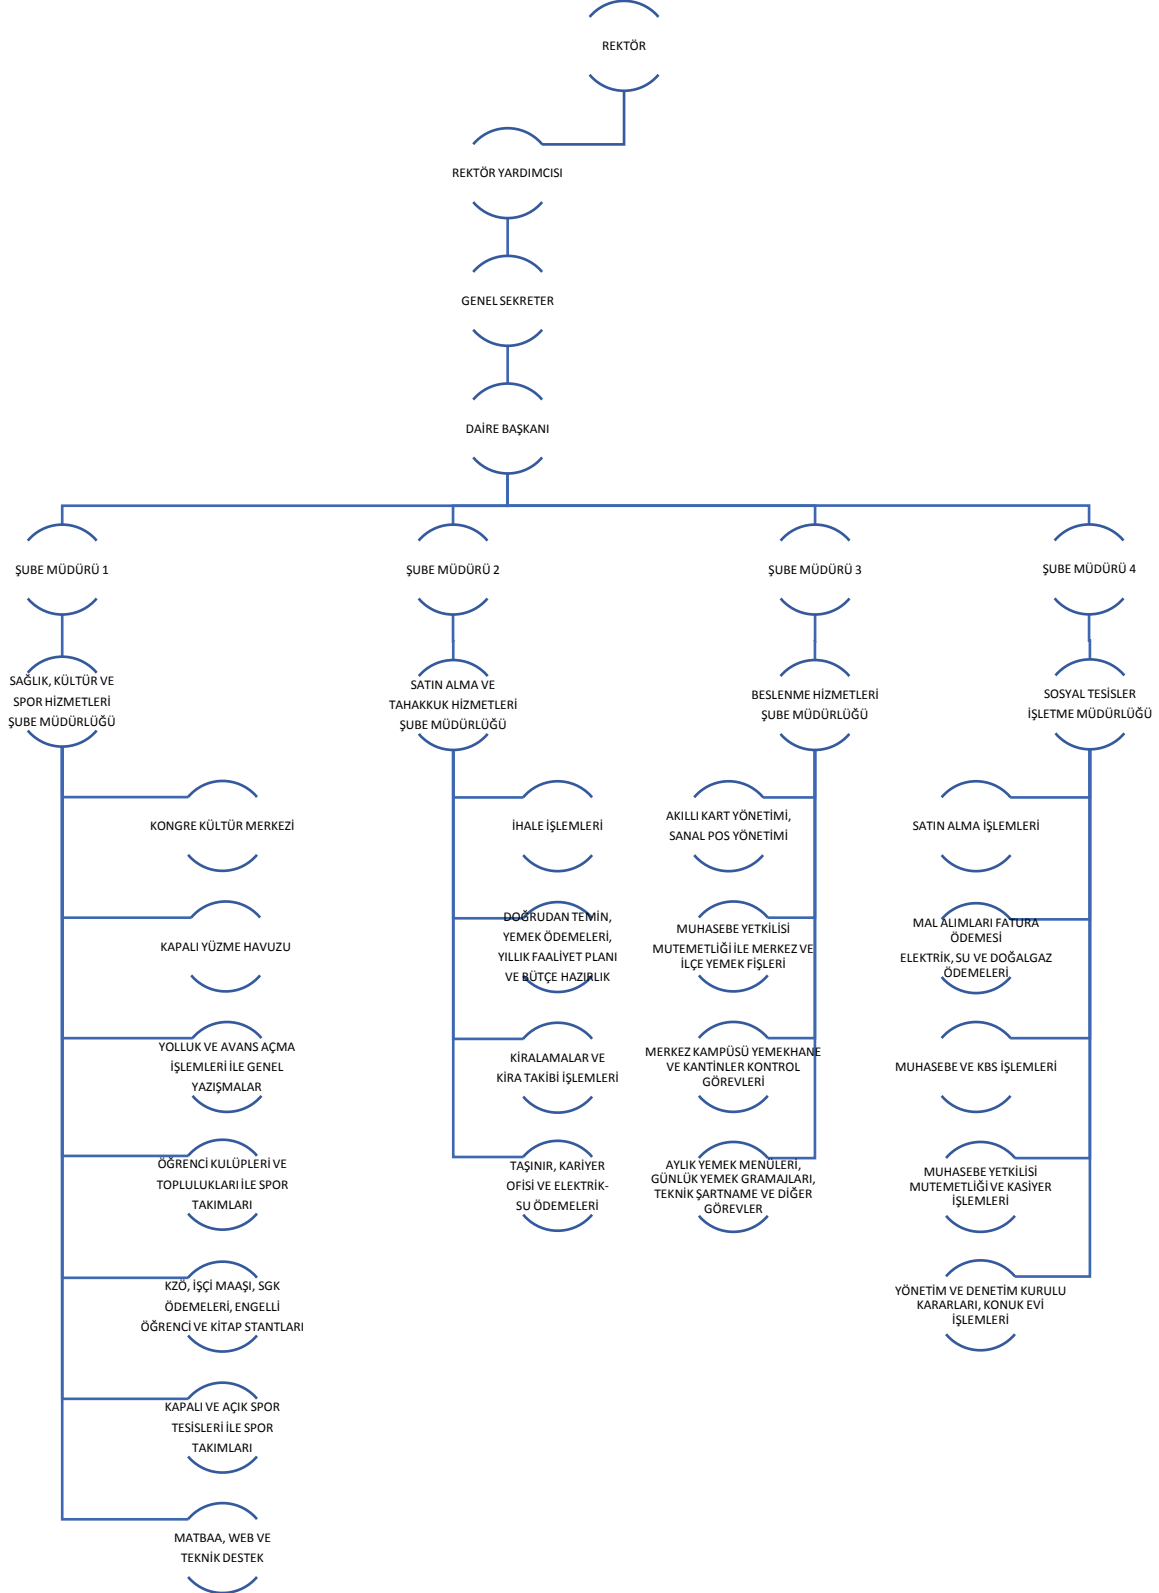 REKTÖR
REKTÖR YARDIMCISI
GENEL SEKRETER
DAİRE BAŞKANI
ŞUBE MÜDÜRÜ 1
SAĞLIK, KÜLTÜR VE
SPOR HİZMETLERİ
ŞUBE MÜDÜRLÜĞÜ
KONGRE KÜLTÜR MERKEZİ
KAPALI YÜZME HAVUZU
YOLLUK VE AVANS AÇMA
İŞLEMLERİ İLE GENEL
YAZIŞMALAR
ÖĞRENCİ KULÜPLERİ VE
TOPLULUKLARI İLE SPOR
TAKIMLARI
KZÖ, İŞÇİ MAAŞI, SGK
ÖDEMELERİ, ENGELLİ
ÖĞRENCİ VE KİTAP STANTLARI
KAPALI VE AÇIK SPOR
TESİSLERİ İLE SPOR
TAKIMLARI
MATBAA, WEB VE
TEKNİK DESTEK
ŞUBE MÜDÜRÜ 2
SATIN ALMA VE
TAHAKKUK HİZMETLERİ
ŞUBE MÜDÜRLÜĞÜ
İHALE İŞLEMLERİ
DOĞRUDAN TEMİN,
YEMEK ÖDEMELERİ,
YILLIK FAALİYET PLANI
VE BÜTÇE HAZIRLIK
KİRALAMALAR VE
KİRA TAKİBİ İŞLEMLERİ
TAŞINIR, KARİYER
OFİSİ VE ELEKTRİK-
SU ÖDEMELERİ
ŞUBE MÜDÜRÜ 3
BESLENME HİZMETLERİ
ŞUBE MÜDÜRLÜĞÜ
AKILLI KART YÖNETİMİ,
SANAL POS YÖNETİMİ
MUHASEBE YETKİLİSİ
MUTEMETLİĞİ İLE MERKEZ VE
İLÇE YEMEK FİŞLERİ
MERKEZ KAMPÜSÜ YEMEKHANE
VE KANTİNLER KONTROL
GÖREVLERİ
AYLIK YEMEK MENÜLERİ,
GÜNLÜK YEMEK GRAMAJLARI,
TEKNİK ŞARTNAME VE DİĞER
GÖREVLER
ŞUBE MÜDÜRÜ 4
SOSYAL TESİSLER
İŞLETME MÜDÜRLÜĞÜ
SATIN ALMA İŞLEMLERİ
MAL ALIMLARI FATURA
ÖDEMESİ
ELEKTRİK, SU VE DOĞALGAZ
ÖDEMELERİ
MUHASEBE VE KBS İŞLEMLERİ
MUHASEBE YETKİLİSİ
MUTEMETLİĞİ VE KASİYER
İŞLEMLERİ
YÖNETİM VE DENETİM KURULU
KARARLARI, KONUK EVİ
İŞLEMLERİ